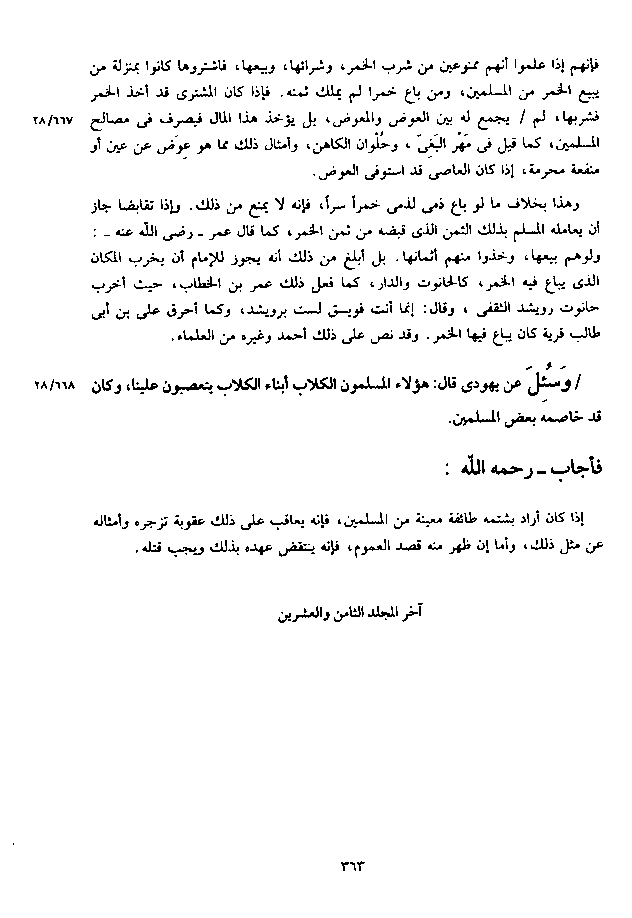 فإنهم إذا علموا أنهم ممنوعين من شرب الخمر، وشرائها، وبيعها، فاشتروها كانوا بمنزلة من
يبيع الخمر من المسلمين، ومن باع خمرا لم يملك ثمنه. فإذا كان المشترى قد أخذ الخمر
فشربها، لم / يجمع له بين العوض والمعوض، بل يؤخذ هذا المال فيصرف فى مصالح ٢٨/٦٦٧
المسلمين، كما قيل فى مَهْر البَغِىّ، وحُلْوان الكاهن، وأمثال ذلك مما هو عِوَض عن عين أو
منفعة محرمة، إذا كان العاصى قد استوفى العوض.
وهذا بخلاف ما لو باع ذمى لذمى خمراً سراً، فإنه لا يمنع من ذلك. وإذا تقابضا جاز
أن يعامله المسلم بذلك الثمن الذى قبضه من ثمن الخمر، كما قال عمر ـ رضى الله عنه ـ :
ولوهم بيعها، وخذوا منهم أثمانها. بل أبلغ من ذلك أنه يجوز للإمام أن يخرب المكان
الذى يباع فيه الخمر، كالحانوت والدار، كما فعل ذلك عمر بن الخطاب، حيث أخرب
حانوت رويشد الثقفى ، وقال: إنما أنت فويسق لست برويشد، وكما أحرق على بن أبى
طالب قرية كان يباع فيها الخمر. وقد نص على ذلك أحمد وغيره من العلماء.
/ وَسُئِلَ عن يهودى قال: هؤلاء المسلمون الكلاب أبناء الكلاب يتعصبون علينا، وكان ٢٨/٦٦٨
قد خاصمه بعض المسلمين.
فأجاب ـ رحمه الله :
إذا كان أراد بشتمه طائفة معينة من المسلمين، فإنه يعاقب على ذلك عقوبة تزجره وأمثاله
عن مثل ذلك، وأما إن ظهر منه قصد العموم، فإنه ينتقض عهده بذلك ويجب قتله.
آخر المجلد الثامن والعشرين
٣٦٣